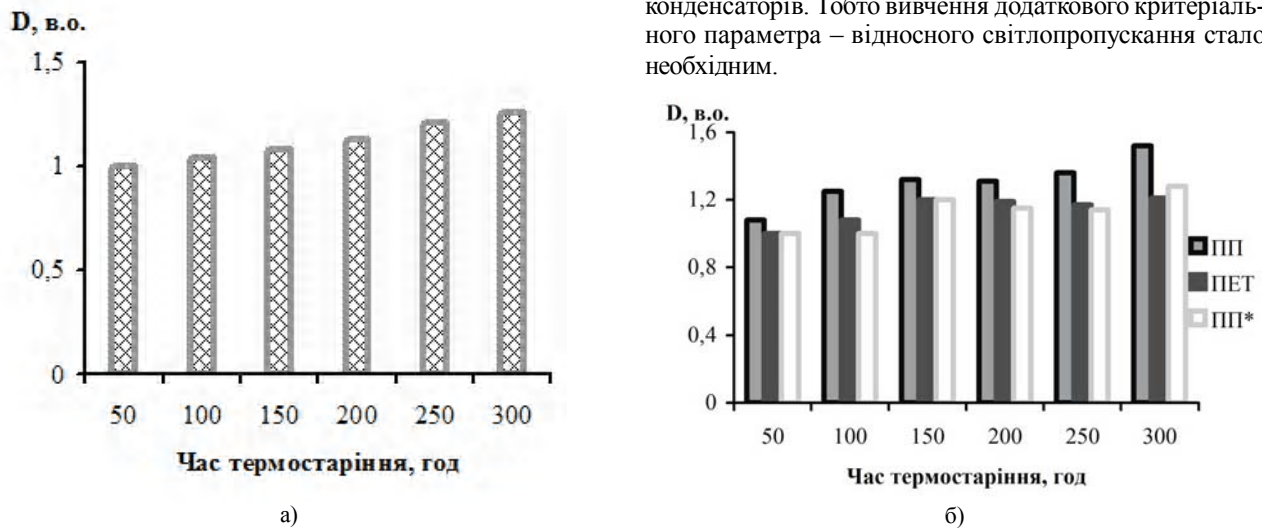 D, в.о.
1,5
1
0,5
0
50 100 150 200 250 300
Час термостаріння, год
а)
конденсаторів. Тобто вивчення додаткового критеріаль-
ного параметра – відносного світлопропускання стало
необхідним.
D, в.о.
1,6
1,2
0,8
0,4
0
50 100 150 200 250 300
Час термостаріння, год
ПП
ПЕТ
ПП*
б)